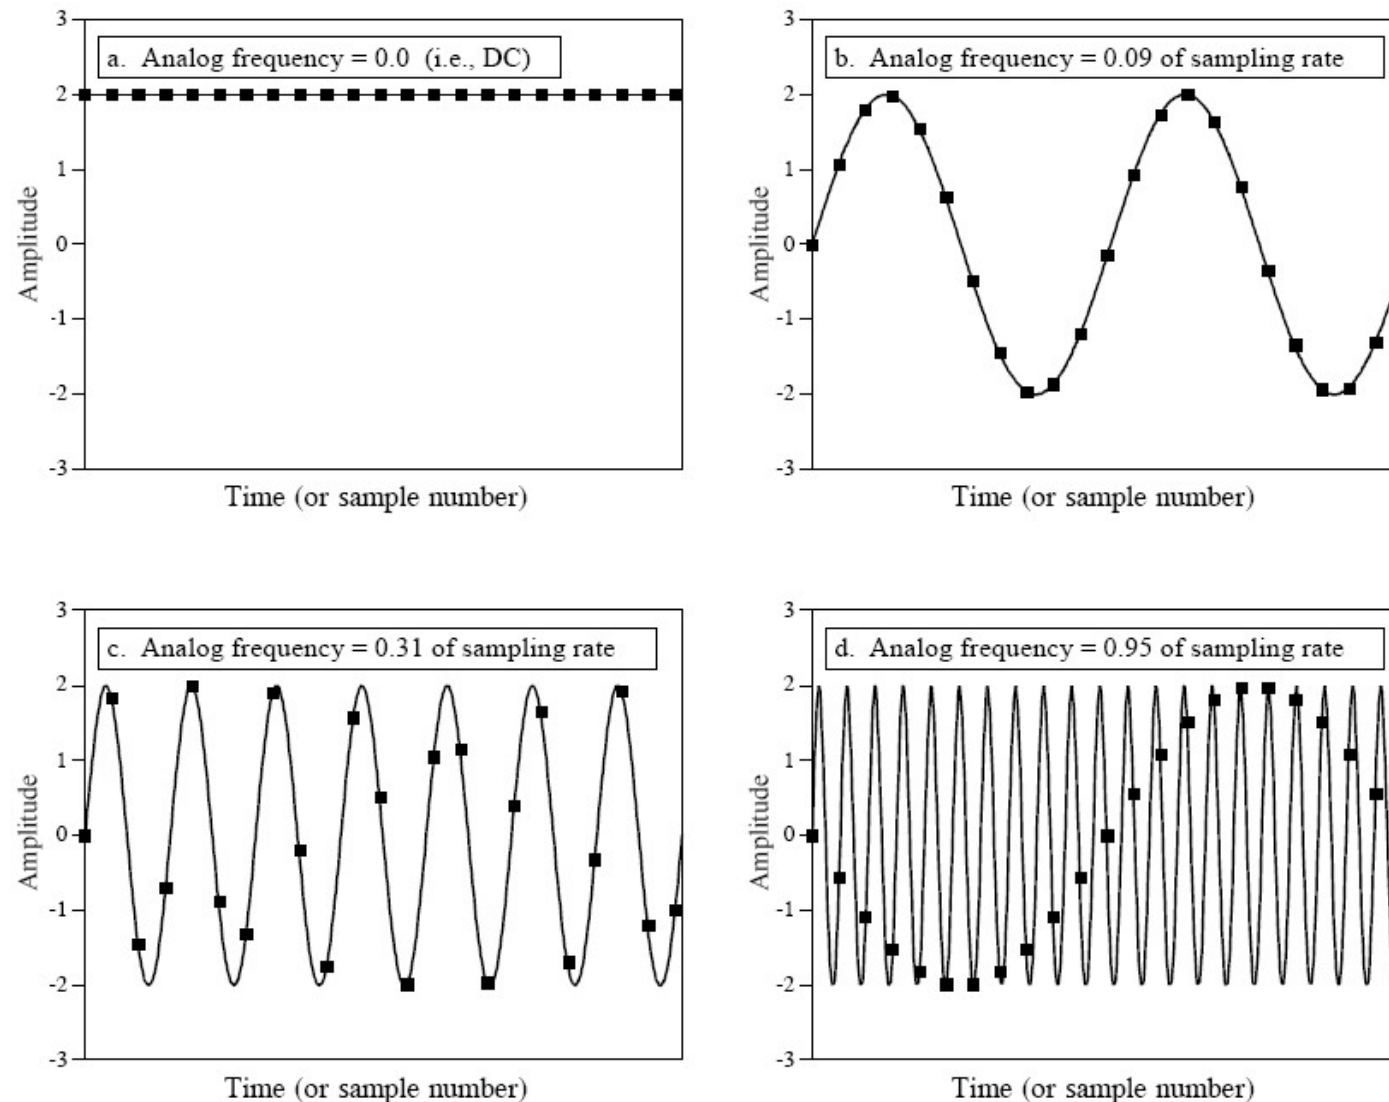 a. Analog frequency = 0.0 (i.e., DC)
3
2
1
0
-1
-2
-3
Amplitude
Time (or sample number)
b. Analog frequency = 0.09 of sampling rate
3
2
1
0
-1
-2
-3
Amplitude
Time (or sample number)
c. Analog frequency = 0.31 of sampling rate
3
2
1
0
-1
-2
-3
Amplitude
Time (or sample number)
d. Analog frequency = 0.95 of sampling rate
3
2
1
0
-1
-2
-3
Amplitude
Time (or sample number)